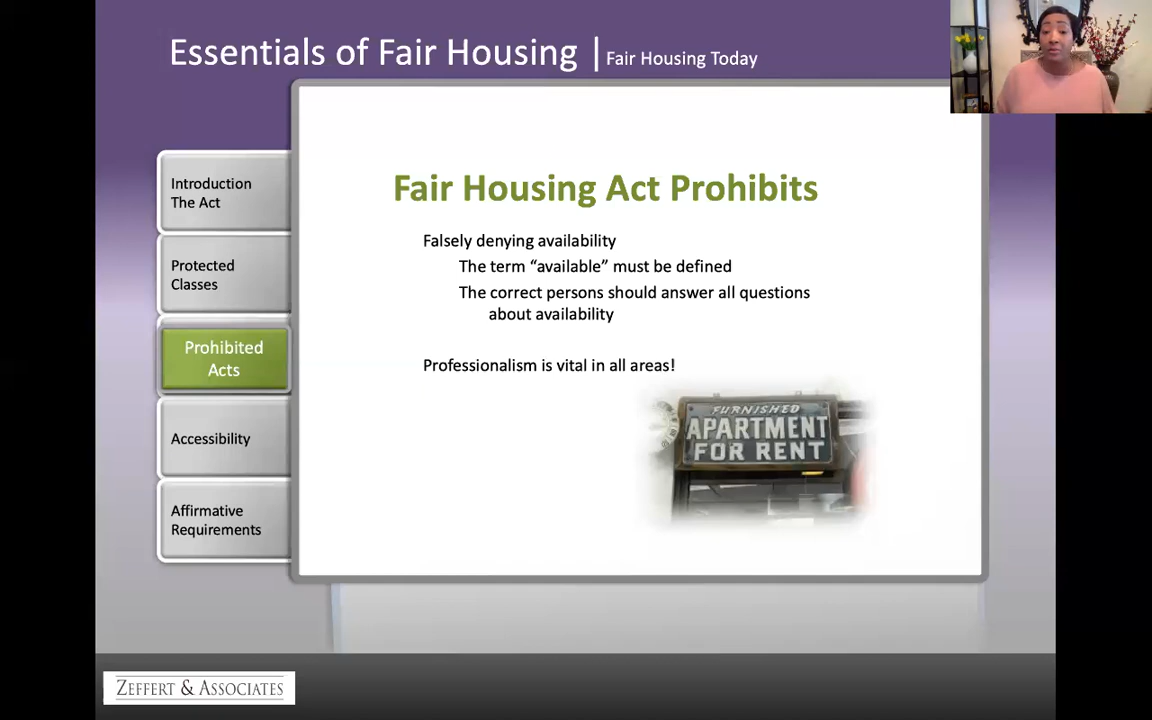 Essentials of Fair Housing | Fair Housing Today
Introduction
The Act
Protected
Classes
Prohibited
Acts
Accessibility
Affirmative
Requirements
Fair Housing Act Prohibits
Falsely denying availability
The term “available” must be defined
The correct persons should answer all questions
about availability
Professionalism is vital in all areas!
FURNISHED
APARTMENT
FOR RENT
ZEFFERT & ASSOCIATES